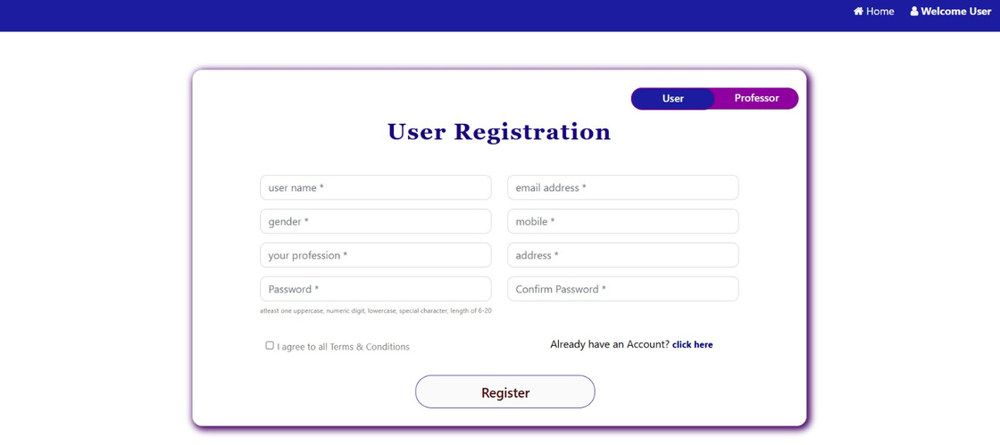 Home Welcome User
User Professor
User Registration
user name * email address *
gender * mobile *
your profession * address *
Password * Confirm Password *
atleast one uppercase, numeric digit, lowercase, special character, length of 6-20
I agree to all Terms & Conditions Already have an Account? click here
Register